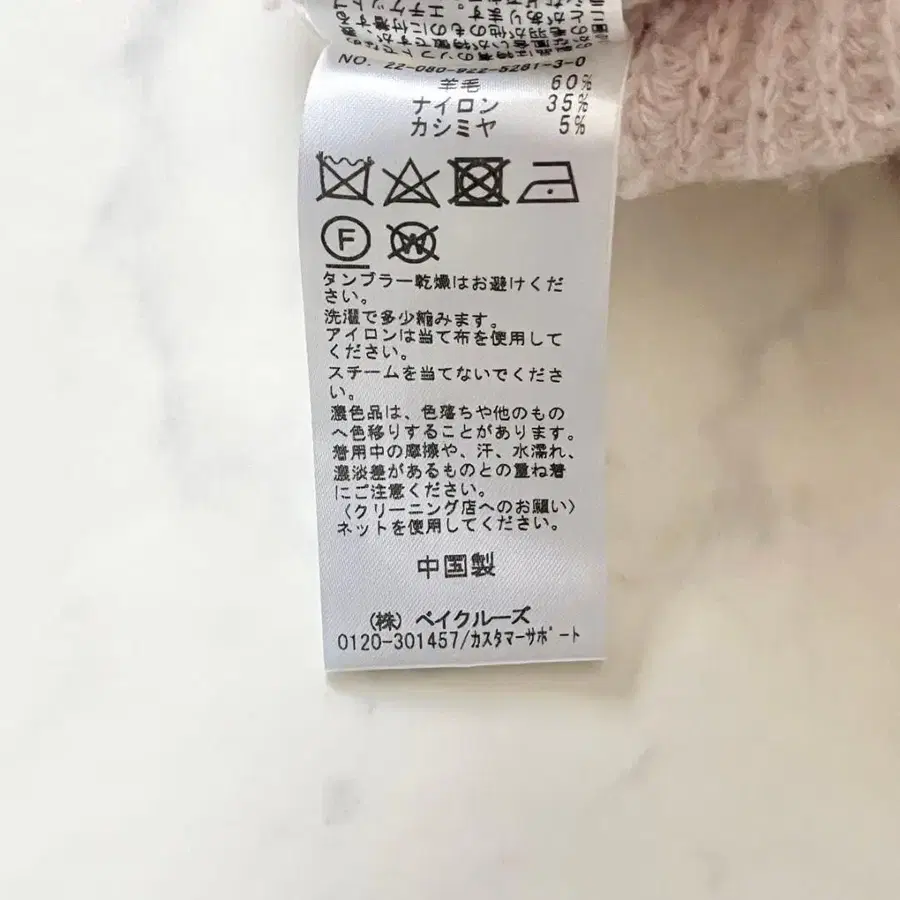 NO. 22-080-922-5281-3-0
羊毛 60%
ナイロン 35%
カシミヤ 5%
F W
タンブラー乾燥はお避けくだ
さい。
洗濯で多少縮みます。
アイロンは当て布を使用して
ください。
スチームを当てないでくださ
い。
濃色品は、色落ちや他のもの
へ色移りすることがあります。
着用中の摩擦や、汗、水濡れ、
濃淡差があるものとの重ね着
にご注意ください。
〈クリーニング店へのお願い〉
ネットを使用してください。
中国製
(株) ベイクルーズ
0120-301457/カスタマーサポート